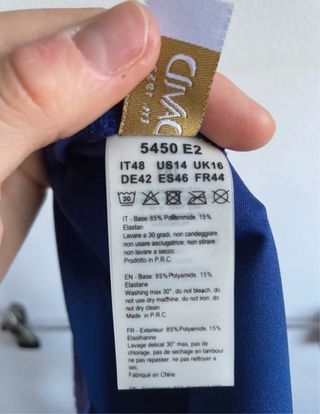 5450 E2
IT48 US14 UK16
DE42 ES46 FR44
30
IT - Base: 85% Poliammide, 15%
Elastan
Lavare a 30 gradi, non candeggiare,
non usare asciugatrice, non stirare
non lavare a secco.
Prodotto in P.R.C.
EN - Base: 85%Polyamide, 15%
Elastane
Washing max 30°, do not bleach, do
not use dry machine. do not iron, do
not dry clean.
Made in P.R.C.
FR - Exterieur: 85%Polyamide, 15%
Elasthanne
Lavage delicat 30° max, pas de
chlorage, pas de sechage en tambour
ne pas repasser, pas nettoyer a sec.
Fabriqué en Chine